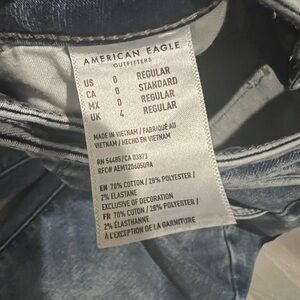 AMERICAN EAGLE
OUTFITTERS
US 0 REGULAR
CA 0 STANDARD
MX 0 REGULAR
UK 4 REGULAR
MADE IN VIETNAM / FABRIQUÉ AU
VIETNAM / HECHO EN VIETNAM
RN 54485/CA 03873
RFC# AEM1206050U9A
EN 70% COTTON / 28% POLYESTER /
2% ELASTANE
EXCLUSIVE OF DECORATION
FR 70% COTON / 28% POLYESTER /
2% ÉLASTHANNE
À L'EXCEPTION DE LA GARNITURE